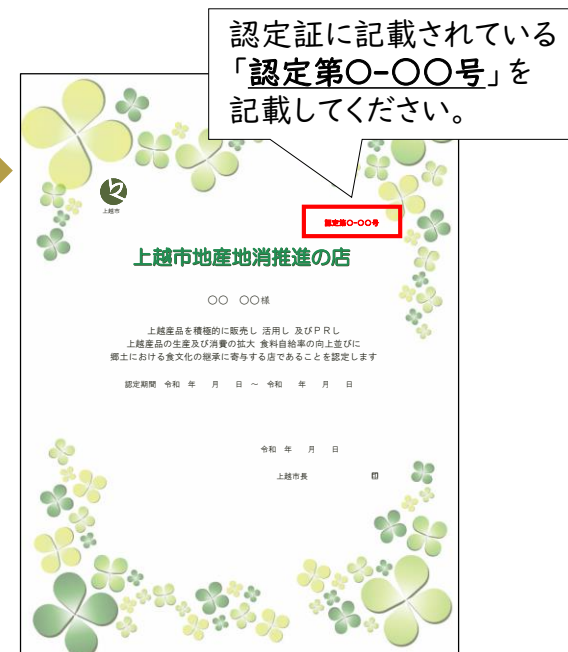 認定証に記載されている
「認定第〇-〇〇号」を
記載してください。
上越市
認定第〇-〇〇号
上越市地産地消推進の店
〇〇 〇〇様
上越産品を積極的に販売し 活用し 及びPRし
上越産品の生産及び消費の拡大 食料自給率の向上並びに
郷土における食文化の継承に寄与する店であることを認定します
認定期間 令和 年 月 日 ～ 令和 年 月 日
令和 年 月 日
上越市長